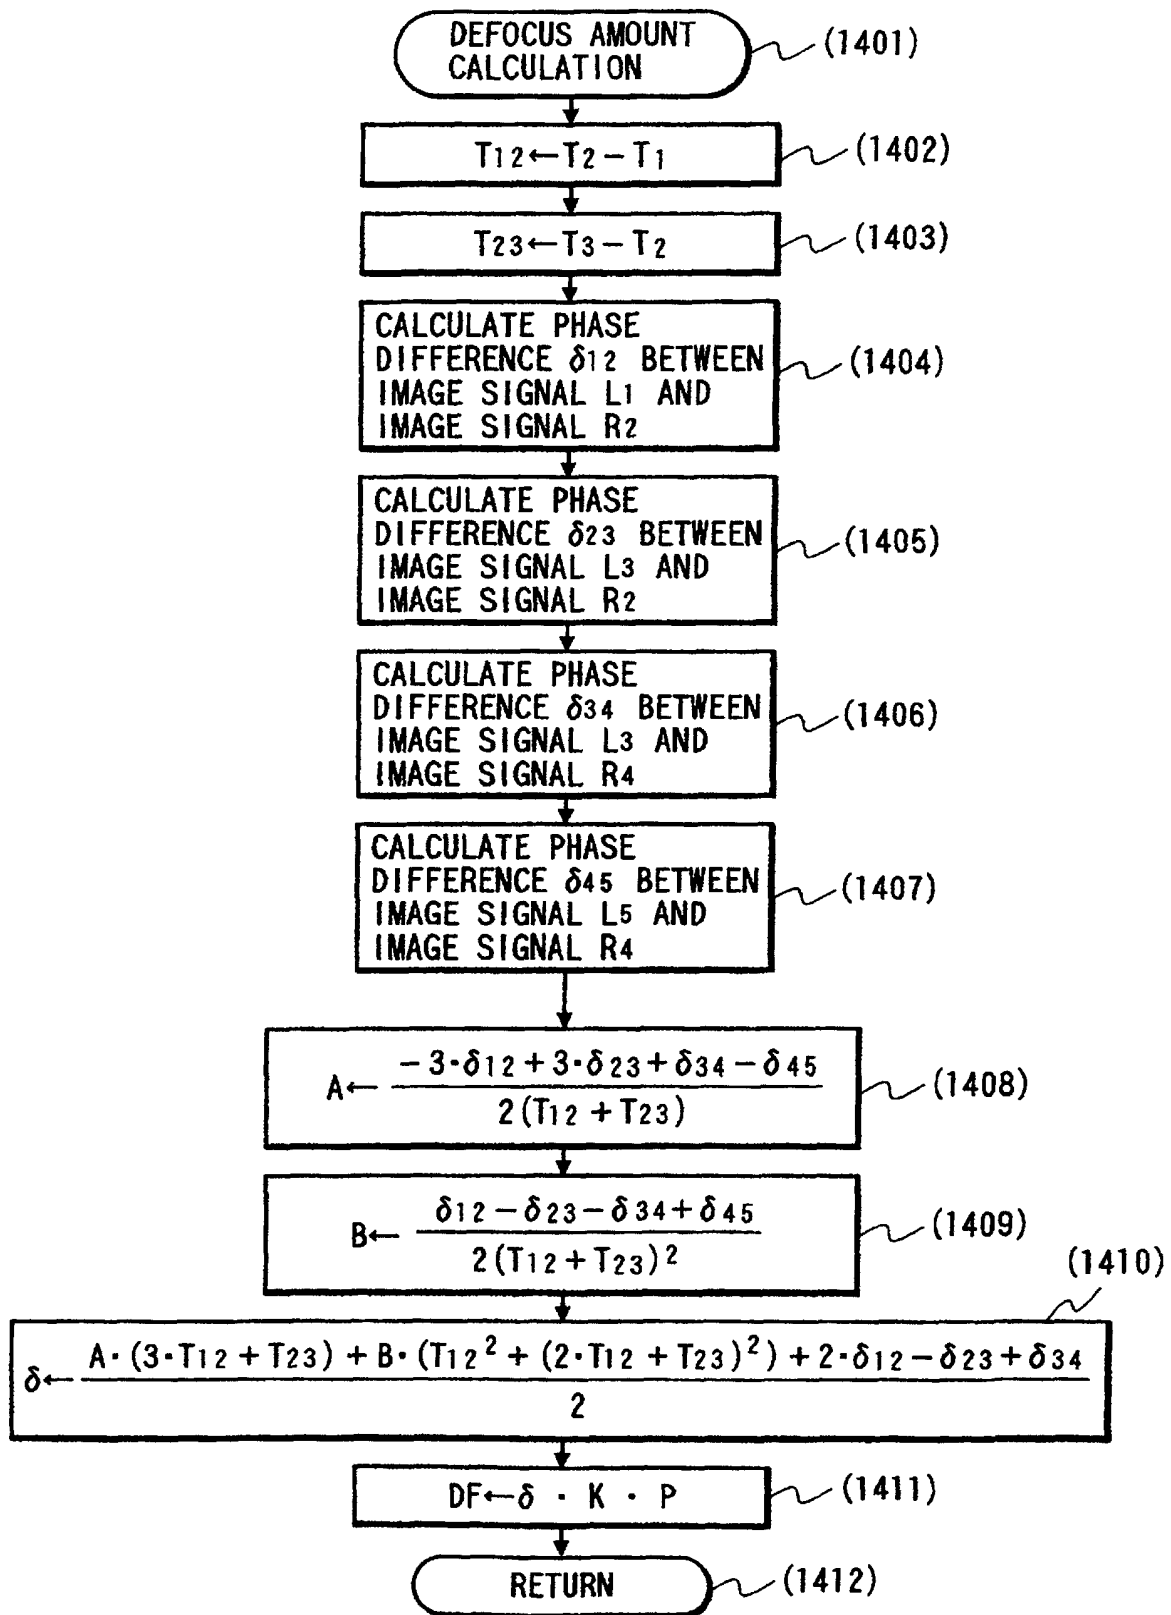 DEFOCUS AMOUNT
CALCULATION
(1401)
T12←T2 − T1
(1402)
T23←T3 − T2
(1403)
CALCULATE PHASE
DIFFERENCE δ12 BETWEEN
IMAGE SIGNAL L1 AND
IMAGE SIGNAL R2
(1404)
CALCULATE PHASE
DIFFERENCE δ23 BETWEEN
IMAGE SIGNAL L3 AND
IMAGE SIGNAL R2
(1405)
CALCULATE PHASE
DIFFERENCE δ34 BETWEEN
IMAGE SIGNAL L3 AND
IMAGE SIGNAL R4
(1406)
CALCULATE PHASE
DIFFERENCE δ45 BETWEEN
IMAGE SIGNAL L5 AND
IMAGE SIGNAL R4
(1407)
−3·δ12 + 3·δ23 + δ34 − δ45
A←
2(T12 + T23)
(1408)
δ12 − δ23 − δ34 + δ45
B←
2(T12 + T23)²
(1409)
(1410)
A·(3·T12 + T23) + B·(T12² + (2·T12 + T23)²) + 2·δ12 − δ23 + δ34
δ←
2
DF←δ · K · P
(1411)
RETURN
(1412)